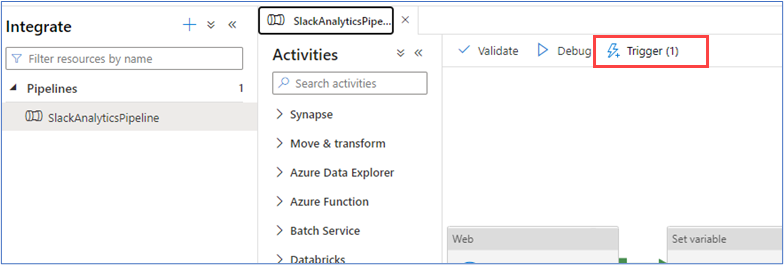 Integrate
Filter resources by name
Pipelines 1
SlackAnalyticsPipeline
SlackAnalyticsPipe...
Activities
Search activities
Synapse
Move & transform
Azure Data Explorer
Azure Function
Batch Service
Databricks
Validate Debug Trigger (1)
Web
Set variable